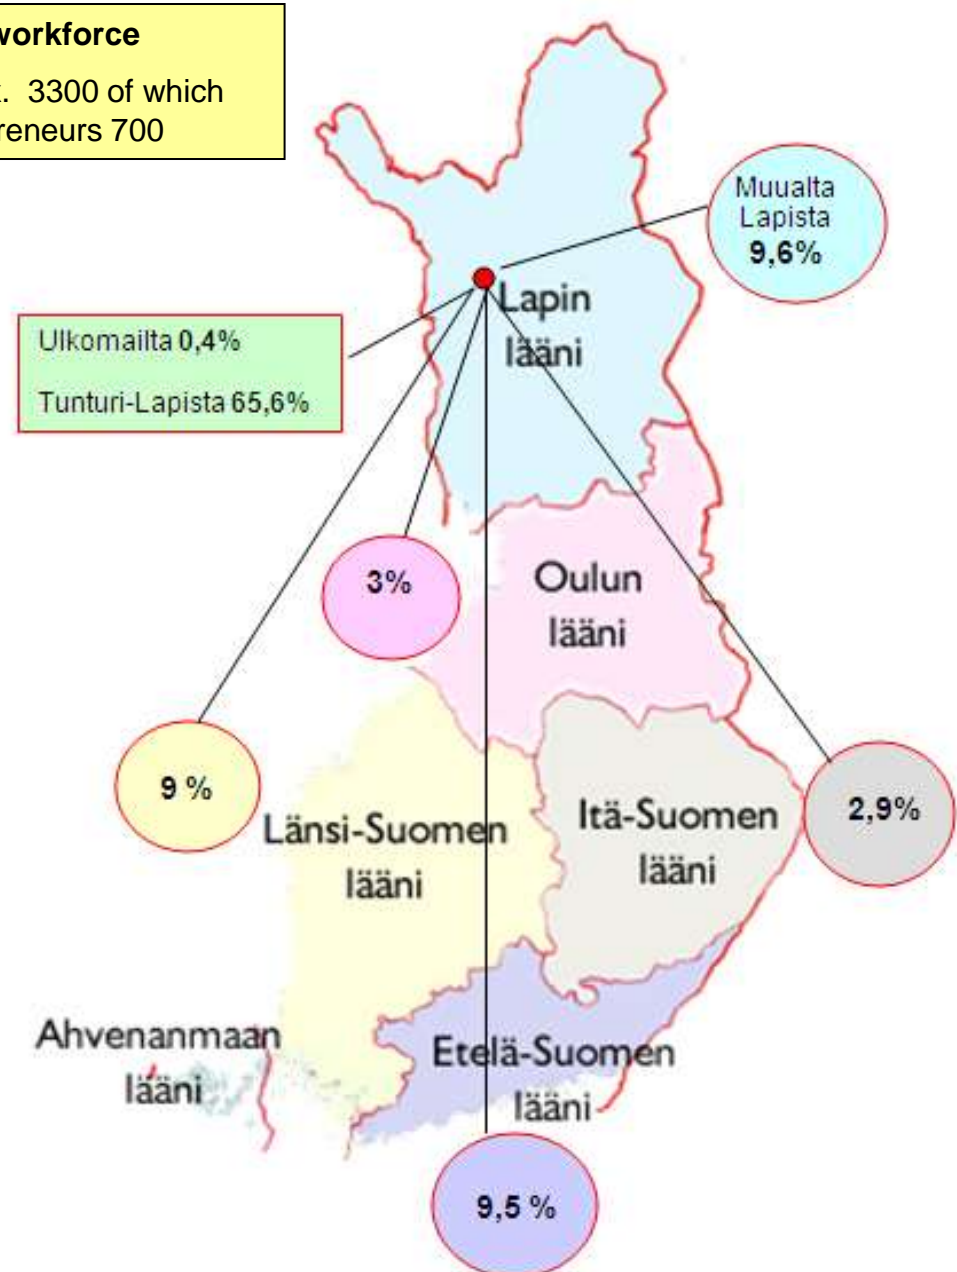 workforce
. 3300 of which
reneurs 700
Muualta
Lapista
9,6%
Lapin
lääni
Ulkomailta 0,4%
Tunturi-Lapista 65,6%
3%
Oulun
lääni
9 %
Länsi-Suomen
lääni
Itä-Suomen
lääni
2,9%
Ahvenanmaan
lääni
Etelä-Suomen
lääni
9,5 %